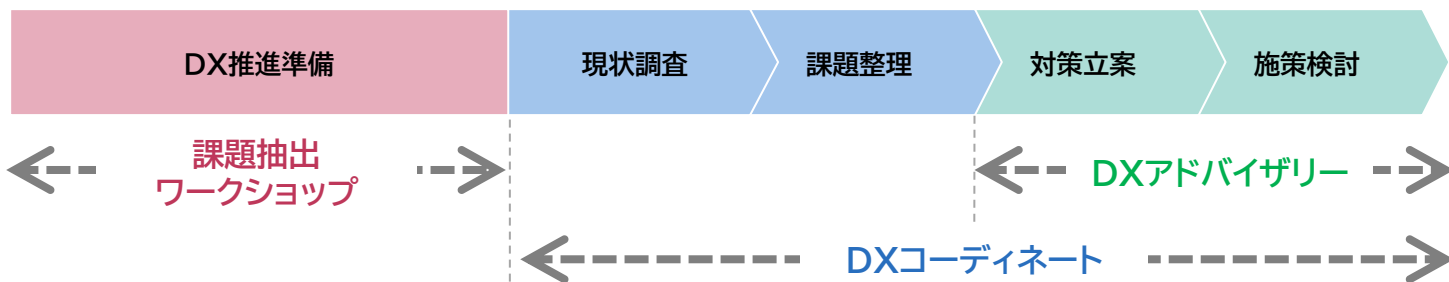 DX推進準備
現状調査
課題整理
対策立案
施策検討
課題抽出
ワークショップ
DXアドバイザリー
DXコーディネート